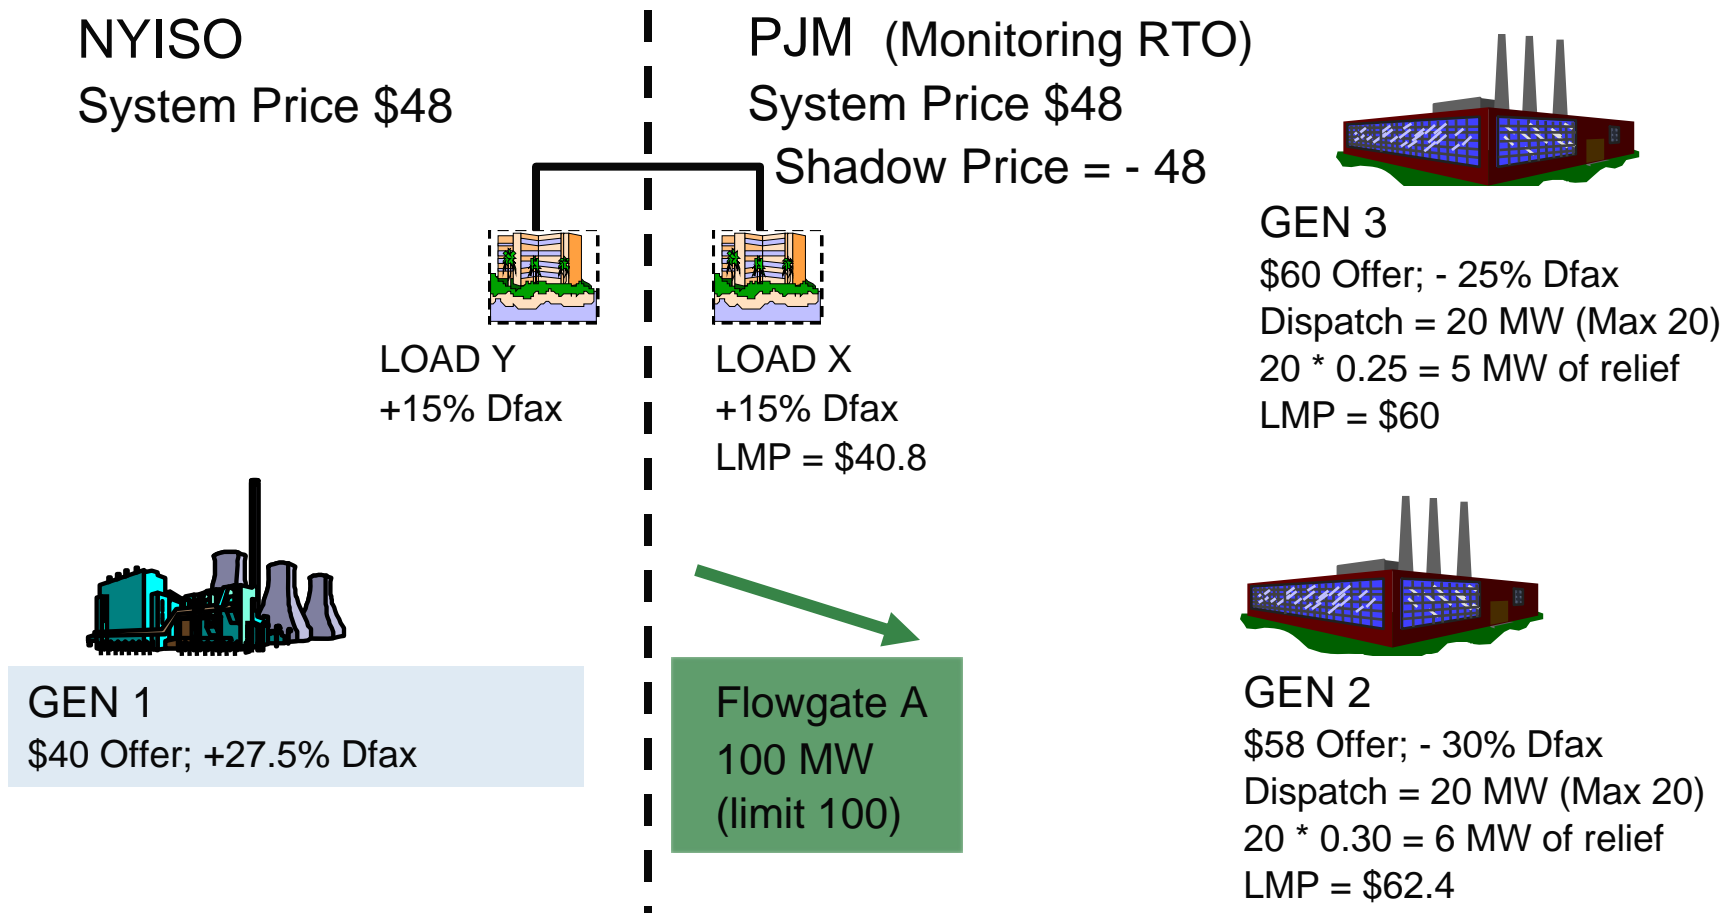 NYISO
System Price $48
PJM (Monitoring RTO)
System Price $48
Shadow Price = - 48
LOAD Y
+15% Dfax
LOAD X
+15% Dfax
LMP = $40.8
GEN 3
$60 Offer; - 25% Dfax
Dispatch = 20 MW (Max 20)
20 * 0.25 = 5 MW of relief
LMP = $60
GEN 1
$40 Offer; +27.5% Dfax
Flowgate A
100 MW
(limit 100)
GEN 2
$58 Offer; - 30% Dfax
Dispatch = 20 MW (Max 20)
20 * 0.30 = 6 MW of relief
LMP = $62.4